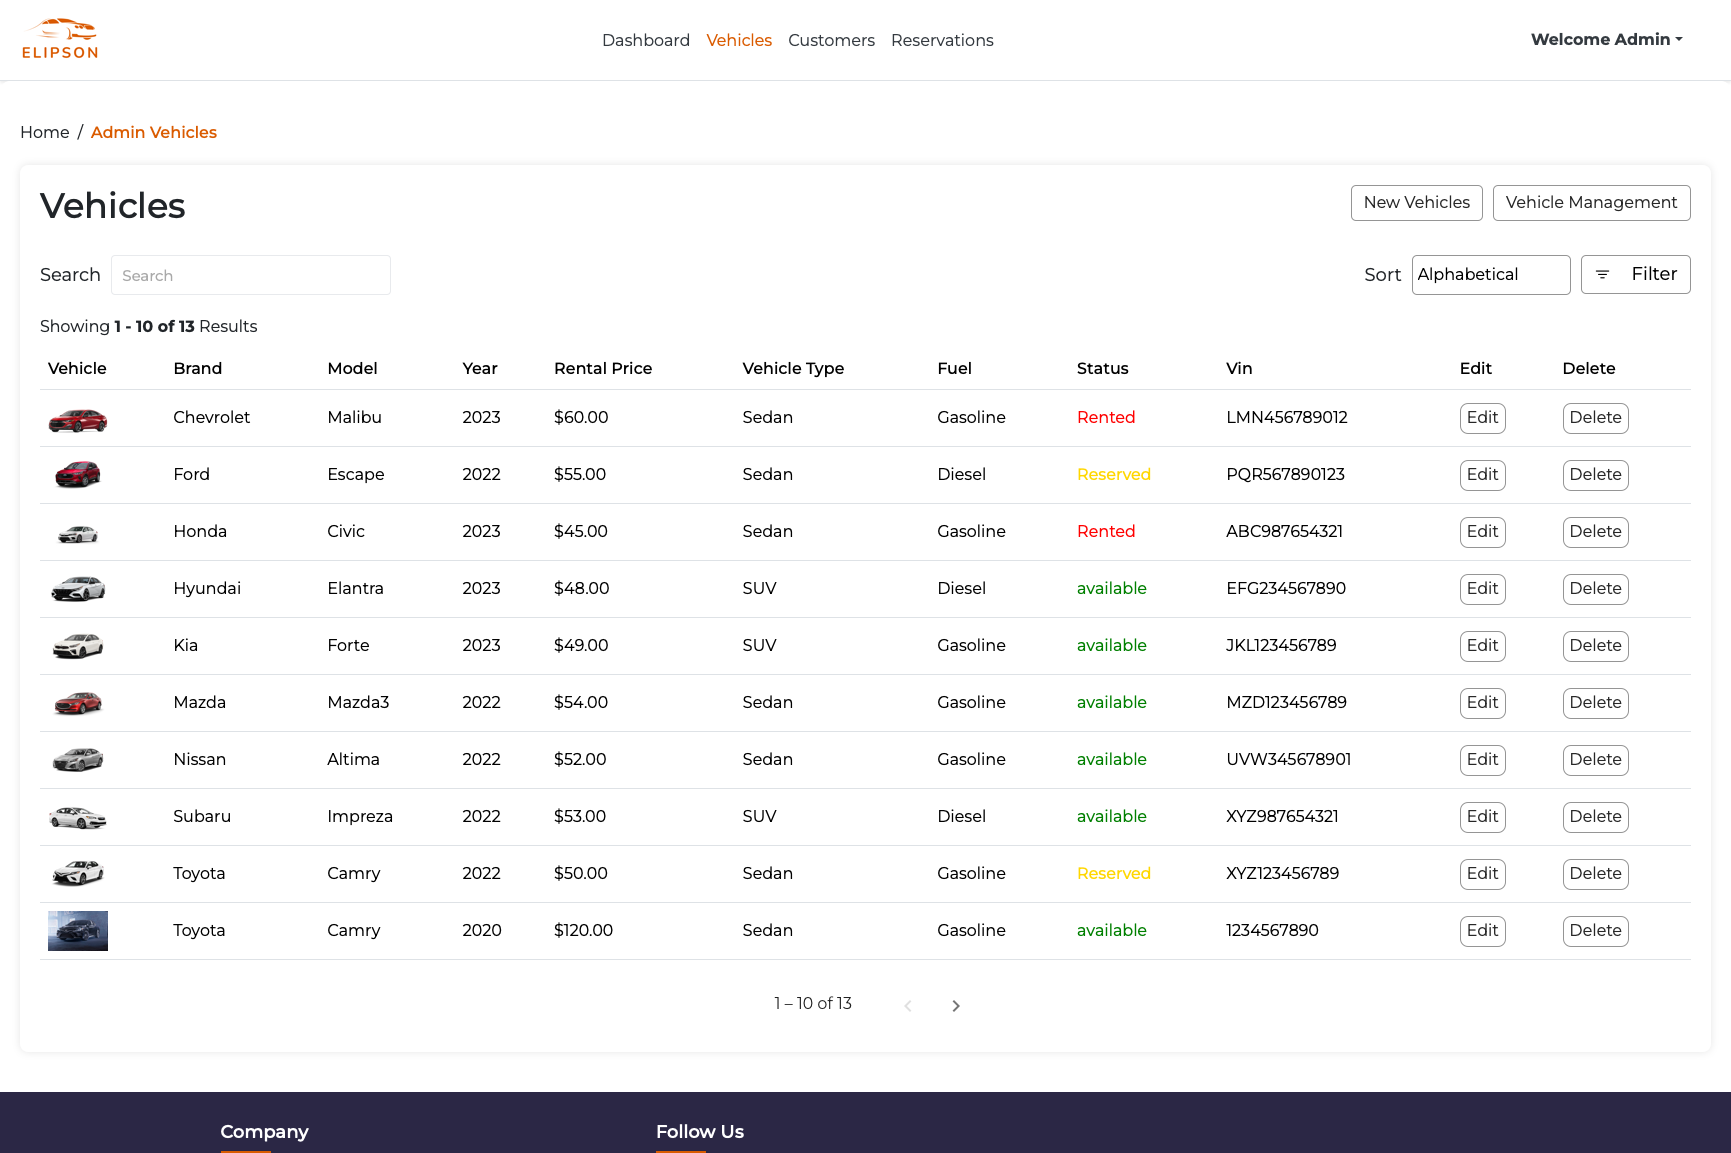 ELIPSON
Dashboard Vehicles Customers Reservations
Welcome Admin
Home / Admin Vehicles
Vehicles
New Vehicles Vehicle Management
Search Search
Sort Alphabetical Filter
Showing 1 - 10 of 13 Results
Vehicle Brand Model Year Rental Price Vehicle Type Fuel Status Vin Edit Delete
Chevrolet Malibu 2023 $60.00 Sedan Gasoline Rented LMN456789012 Edit Delete
Ford Escape 2022 $55.00 Sedan Diesel Reserved PQR567890123 Edit Delete
Honda Civic 2023 $45.00 Sedan Gasoline Rented ABC987654321 Edit Delete
Hyundai Elantra 2023 $48.00 SUV Diesel available EFG234567890 Edit Delete
Kia Forte 2023 $49.00 SUV Gasoline available JKL123456789 Edit Delete
Mazda Mazda3 2022 $54.00 Sedan Gasoline available MZD123456789 Edit Delete
Nissan Altima 2022 $52.00 Sedan Gasoline available UVW345678901 Edit Delete
Subaru Impreza 2022 $53.00 SUV Diesel available XYZ987654321 Edit Delete
Toyota Camry 2022 $50.00 Sedan Gasoline Reserved XYZ123456789 Edit Delete
Toyota Camry 2020 $120.00 Sedan Gasoline available 1234567890 Edit Delete
1 – 10 of 13
Company Follow Us